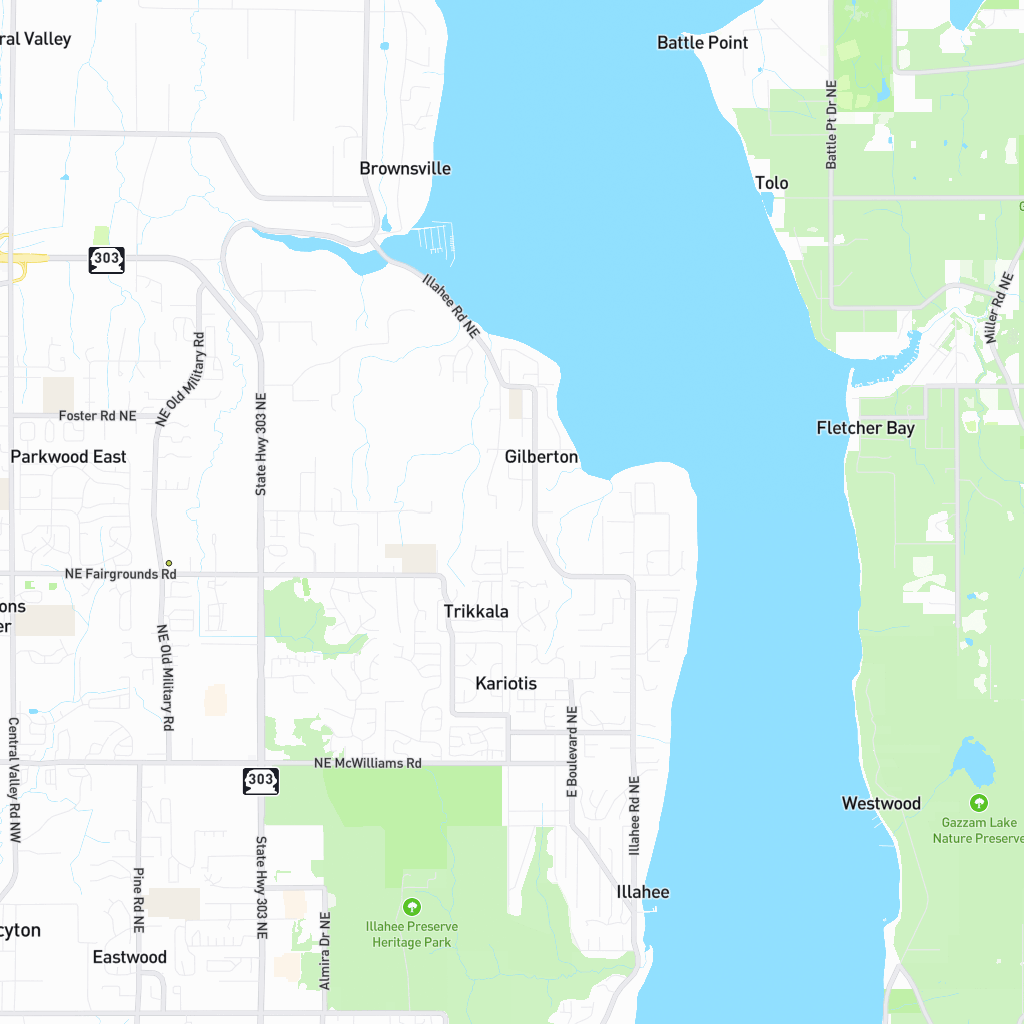 Battle Point
ral Valley
Battle Pt Dr NE
Brownsville
Tolo
G
303
Illahee Rd NE
Miller Rd NE
NE Old Military Rd
Foster Rd NE
State Hwy 303 NE
Fletcher Bay
Parkwood East
Gilberton
NE Fairgrounds Rd
ons
er
Trikkala
NE Old Military Rd
Kariotis
Central Valley Rd NW
E Boulevard NE
NE McWilliams Rd
303
Illahee Rd NE
Westwood
Gazzam Lake
Nature Preserve
State Hwy 303 NE
Pine Rd NE
Illahee
cyton
Almira Dr NE
Illahee Preserve
Heritage Park
Eastwood